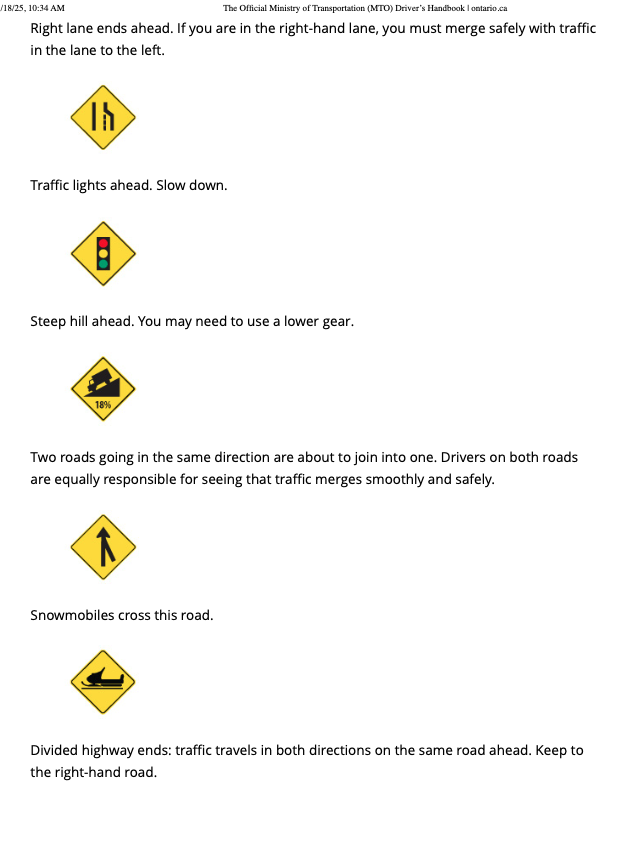 /18/25, 10:34 AM
The Official Ministry of Transportation (MTO) Driver's Handbook | ontario.ca
Right lane ends ahead. If you are in the right-hand lane, you must merge safely with traffic
in the lane to the left.
Traffic lights ahead. Slow down.
Steep hill ahead. You may need to use a lower gear.
18%
Two roads going in the same direction are about to join into one. Drivers on both roads
are equally responsible for seeing that traffic merges smoothly and safely.
Snowmobiles cross this road.
Divided highway ends: traffic travels in both directions on the same road ahead. Keep to
the right-hand road.